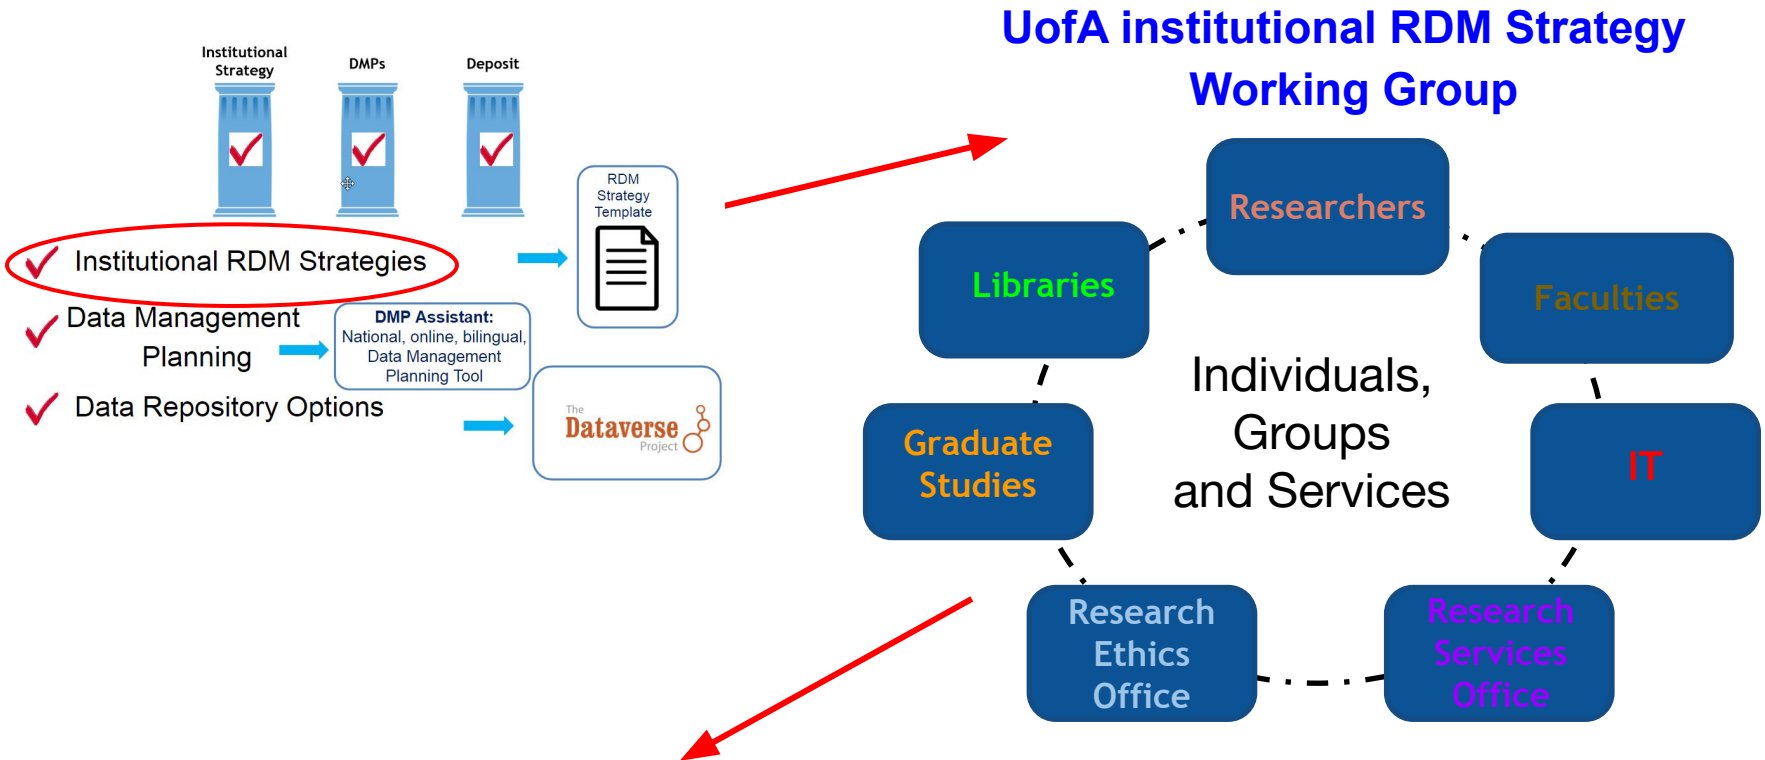 Institutional
Strategy
DMPs
Deposit
RDM
Strategy
Template
Institutional RDM Strategies
Data Management
Planning
DMP Assistant:
National, online, bilingual,
Data Management
Planning Tool
Data Repository Options
The
Dataverse
Project
UofA institutional RDM Strategy
Working Group
Researchers
Libraries
Faculties
Individuals,
Groups
and Services
Graduate
Studies
IT
Research
Ethics
Office
Research
Services
Office